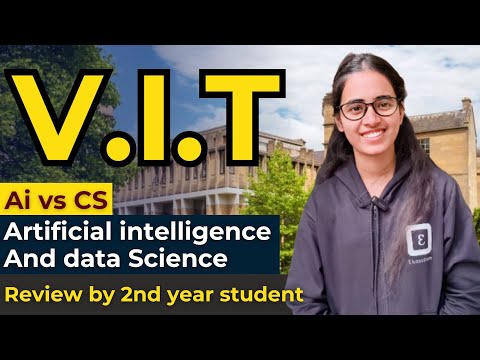 V.I.T
Ai vs CS
Artificial intelligence
And data Science
Review by 2nd year student